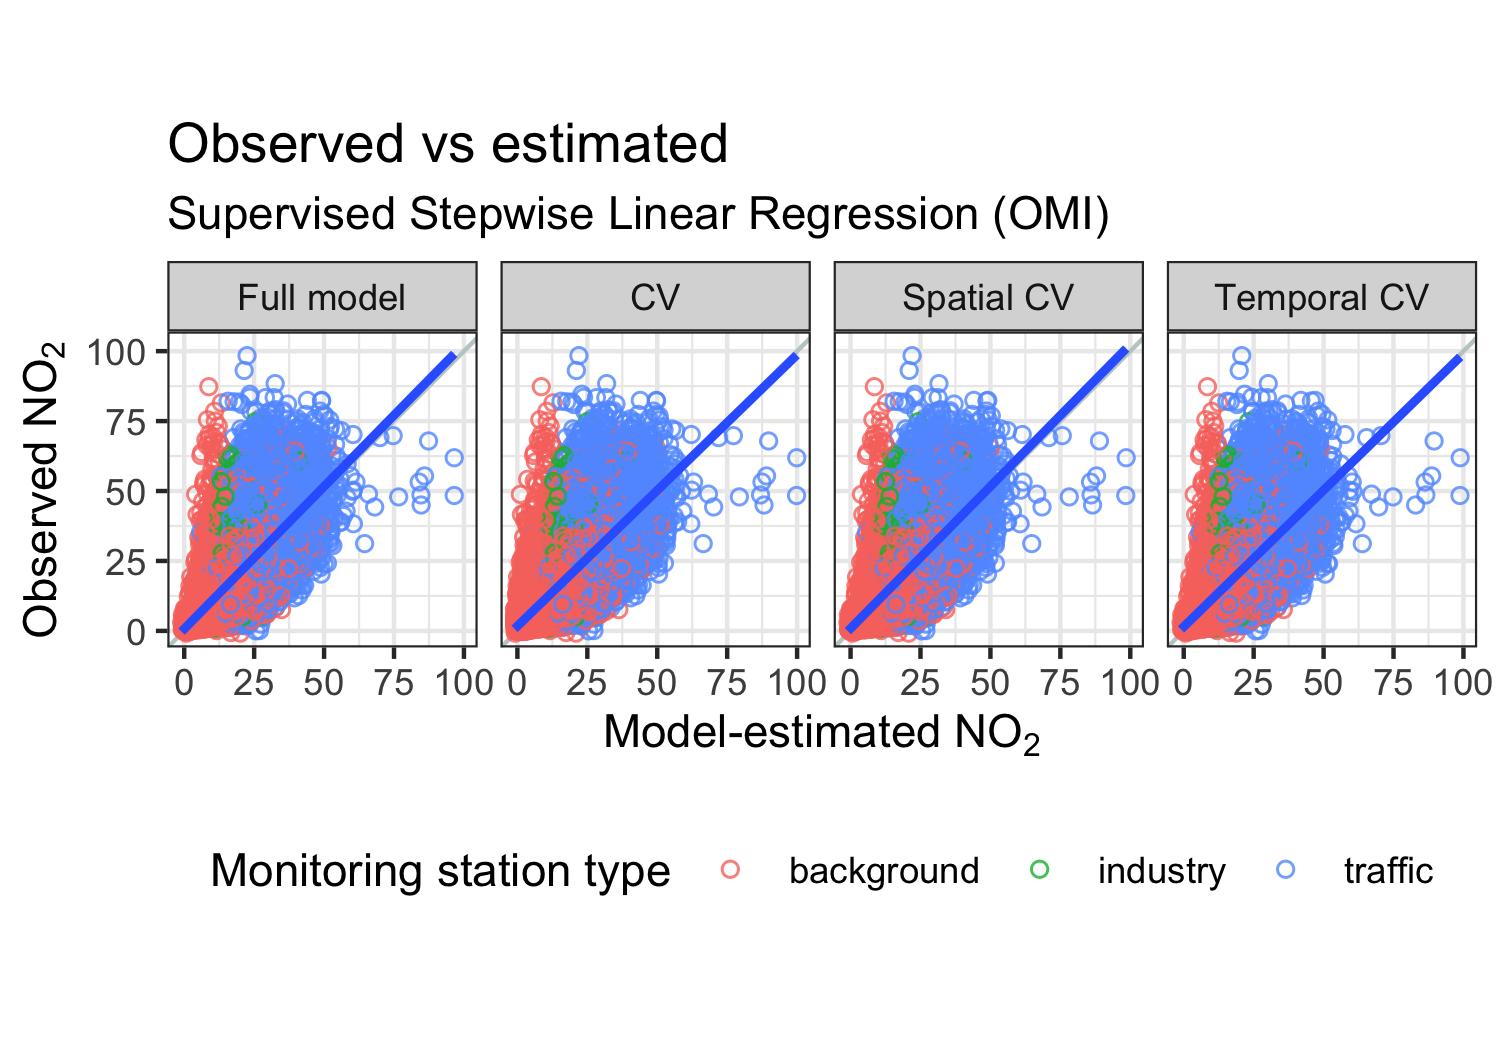 Observed vs estimated
Supervised Stepwise Linear Regression (OMI)
Full model CV Spatial CV Temporal CV
Observed NO₂
100
75
50
25
0
0 25 50 75 100 0 25 50 75 100 0 25 50 75 100 0 25 50 75 100
Model-estimated NO₂
Monitoring station type background industry traffic